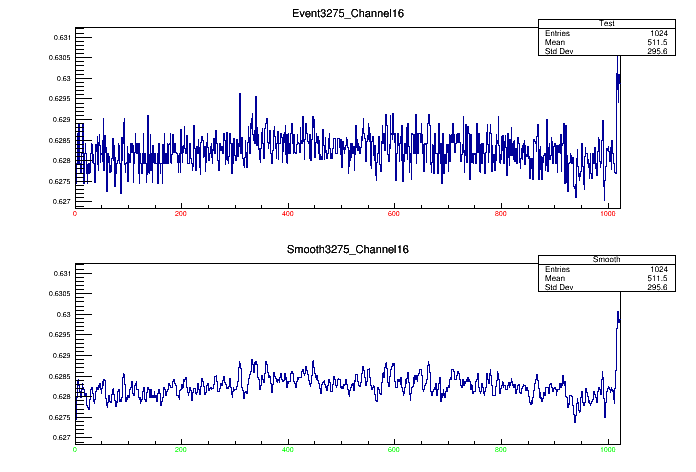 Event3275_Channel16
Test
Entries 1024
Mean 511.5
Std Dev 295.6
0.631
0.6305
0.63
0.6295
0.629
0.6285
0.628
0.6275
0.627
0 200 400 600 800 1000
Smooth3275_Channel16
Smooth
Entries 1024
Mean 511.5
Std Dev 295.6
0.631
0.6305
0.63
0.6295
0.629
0.6285
0.628
0.6275
0.627
0 200 400 600 800 1000